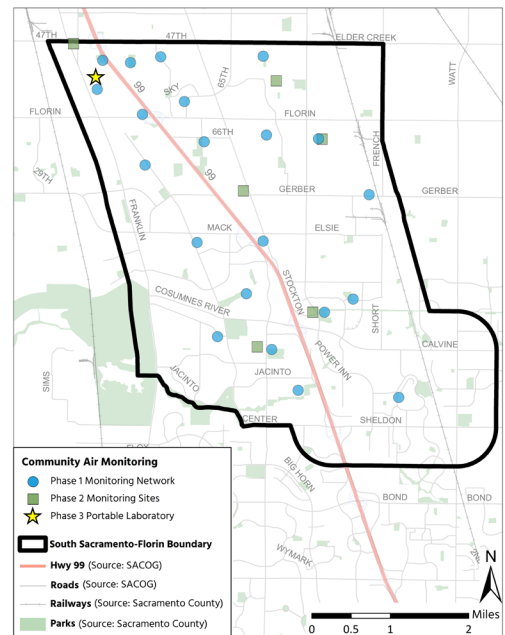 47TH
47TH
ELDER CREEK
WATT
99
SKY
65TH
FLORIN
FLORIN
66TH
FRENCH
29TH
99
GERBER
GERBER
FRANKLIN
MACK
ELSIE
STOCKTON
COSUMNES RIVER
SHORT
CALVINE
POWER INN
SIMS
JACINTO
JACINTO
CENTER
SHELDON
BIG HORN
BOND
BOND
WYMARK
Community Air Monitoring
Phase 1 Monitoring Network
Phase 2 Monitoring Sites
Phase 3 Portable Laboratory
South Sacramento-Florin Boundary
Hwy 99 (Source: SACOG)
Roads (Source: SACOG)
Railways (Source: Sacramento County)
Parks (Source: Sacramento County)
N
Miles
0 0.5 1 2